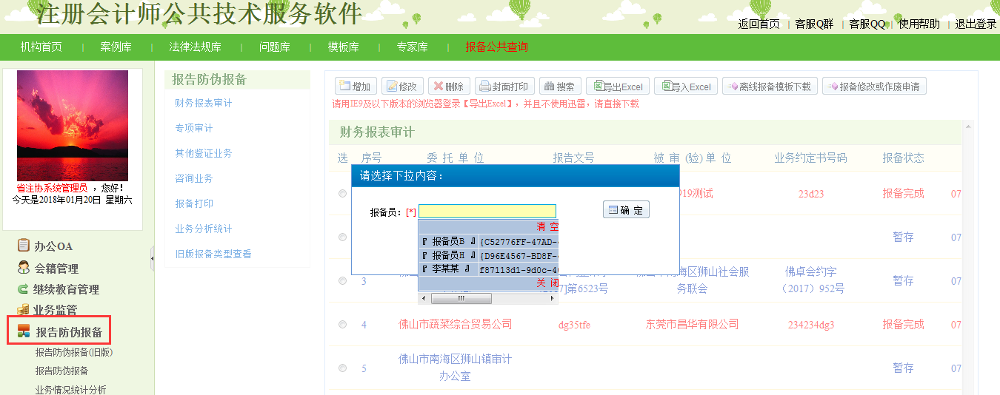 注册会计师公共技术服务软件
返回首页 | 客服Q群 | 客服QQ | 使用帮助 | 退出登录
机构首页 | 案例库 | 法律法规库 | 问题库 | 模板库 | 专家库 | 报备公共查询
省注协系统管理员 ，您好！
今天是2018年01月20日 星期六
办公OA
会籍管理
继续教育管理
业务监管
报告防伪报备
报告防伪报备(旧版)
报告防伪报备
业务情况统计分析
报告防伪报备
财务报表审计
专项审计
其他鉴证业务
咨询业务
报备打印
业务分析统计
旧版报备类型查看
增加 修改 删除 封面打印 搜索 导出Excel 导入Excel 离线报备模板下载 报备修改或作废申请
请用IE9及以下版本的浏览器登录【导出Excel】，并且不使用迅雷，请直接下载
财务报表审计
选 序号 委 托 单 位 报告文号 被 审 (验) 单 位 业务约定书号码 报备状态
请选择下拉内容：
报备员：[*] 确 定
清 空
『 报备员B 』 {C52776FF-47AD-
『 报备员H 』 {D96E4567-BD8F-
『 李某某 』 f87113d1-9d0c-4
关 闭
19测试 23d23 报备完成 07
暂存 07
3 ]第6523号 海区狮山社会服
务联会 佛卓会约字
（2017）952号 暂存 07
4 佛山市蔬菜综合贸易公司 dg35tfe 东莞市昌华有限公司 234234dg3 报备完成 07
5 佛山市南海区狮山镇审计
办公室 暂存 07